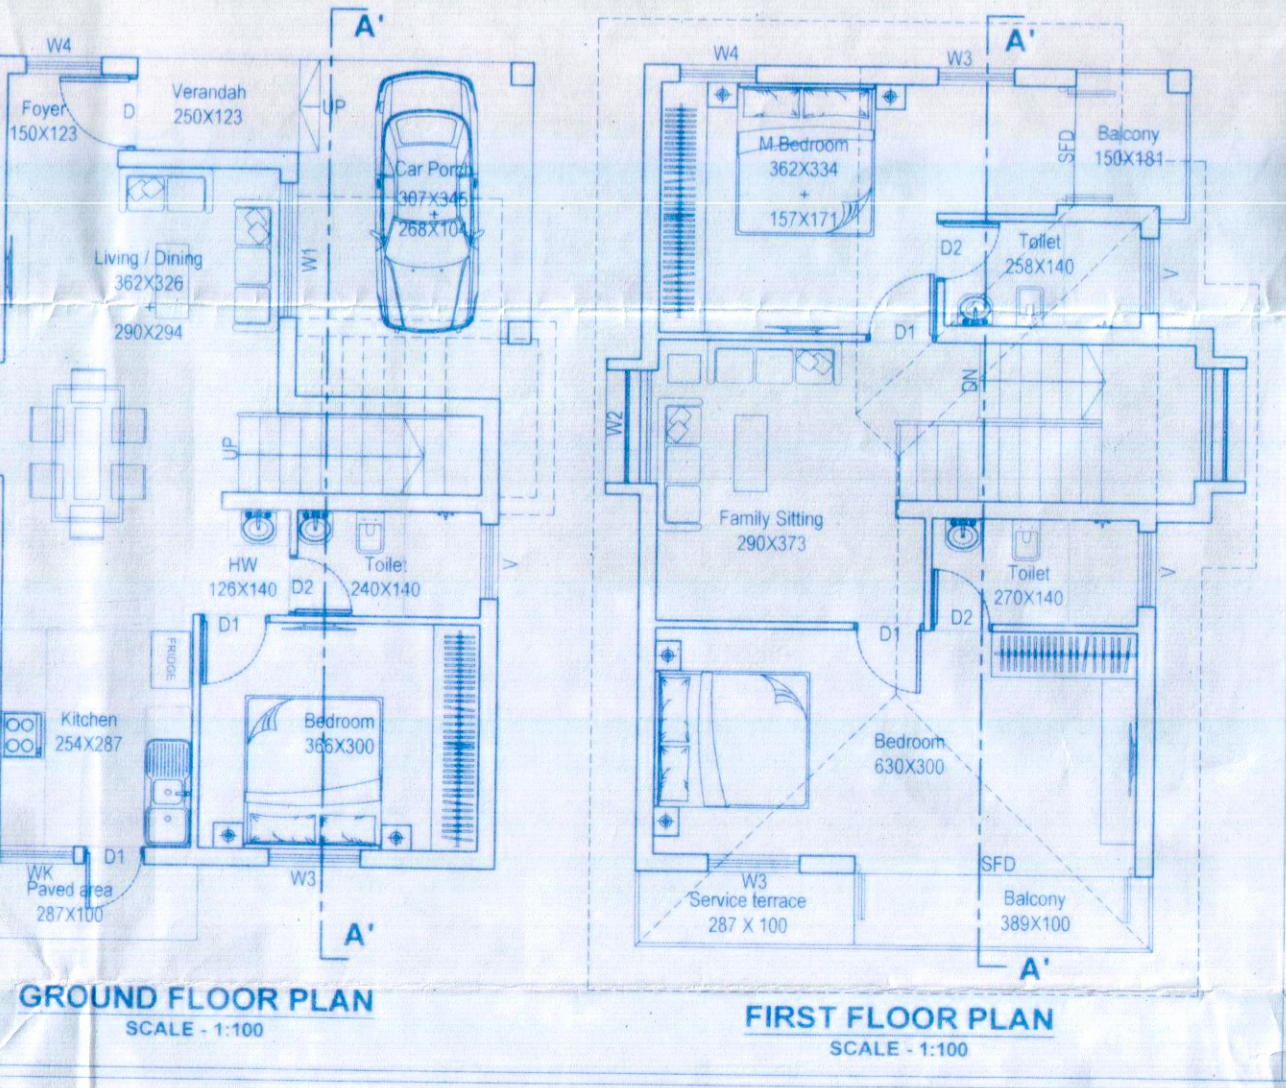 A'
W4
Foyer
150X123
D
Verandah
250X123
UP
Car Porch
307X345
+
268X104
Living / Dining
362X326
+
290X294
W1
UP
HW
126X140
D2
Toilet
240X140
V
D1
FRIDGE
Kitchen
254X287
Bedroom
366X300
WK
D1
Paved area
287X100
W3
A'
GROUND FLOOR PLAN
SCALE - 1:100
A'
W4
W3
M.Bedroom
362X334
+
157X171
SFD
Balcony
150X181
D2
Toilet
258X140
V
D1
DN
W2
Family Sitting
290X373
Toilet
270X140
V
D1
D2
Bedroom
630X300
W3
SFD
Service terrace
287 X 100
Balcony
389X100
A'
FIRST FLOOR PLAN
SCALE - 1:100